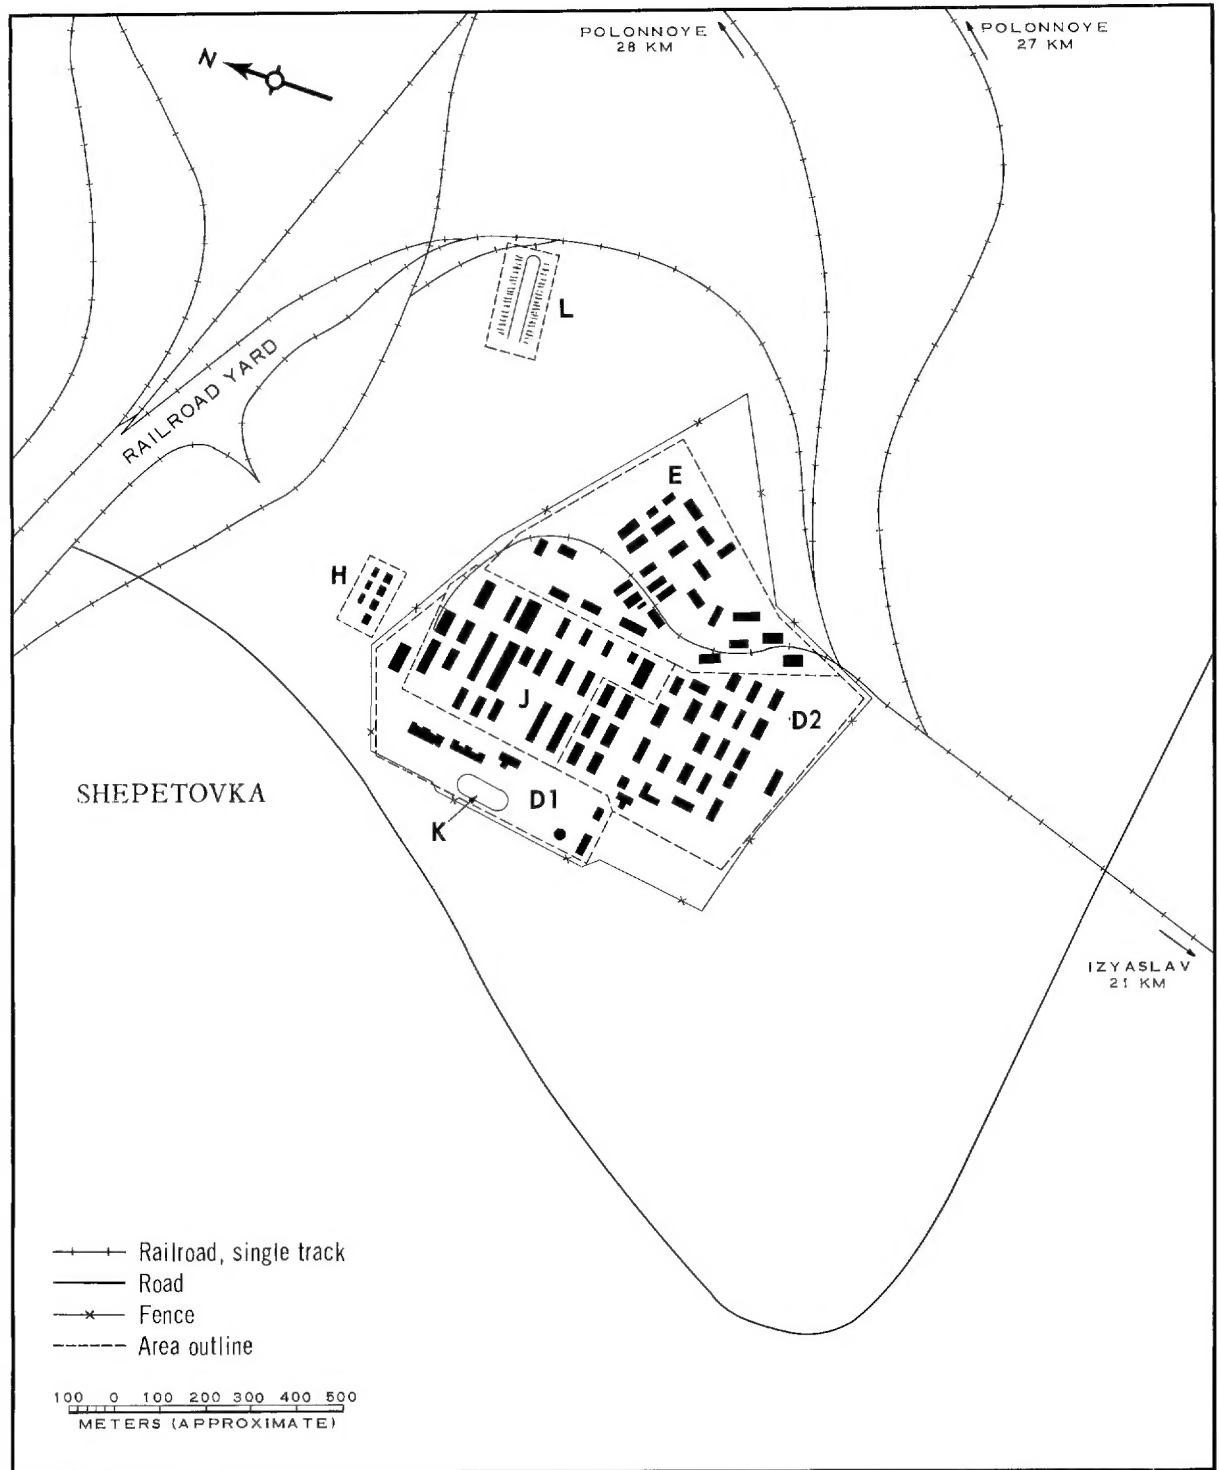 POLONNOYE
28 KM
POLONNOYE
27 KM
N
L
RAILROAD YARD
E
H
J
D2
SHEPETOVKA
D1
K
IZYASLAV
21 KM
Railroad, single track
Road
Fence
Area outline
100 0 100 200 300 400 500
METERS (APPROXIMATE)